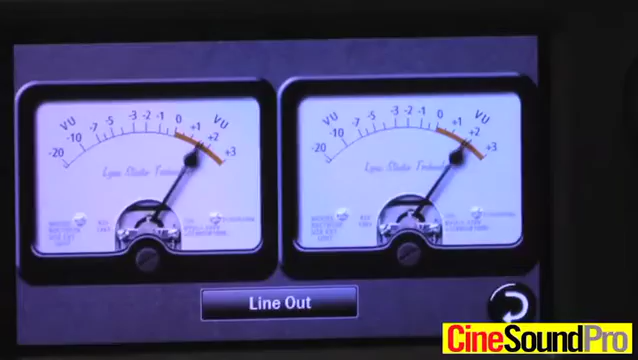 VU -20 -10 -7 -5 -3 -2 -1 0 +1 +2 +3 VU
Lynx Studio Technology
VU -20 -10 -7 -5 -3 -2 -1 0 +1 +2 +3 VU
Lynx Studio Technology
Line Out
CineSoundPro